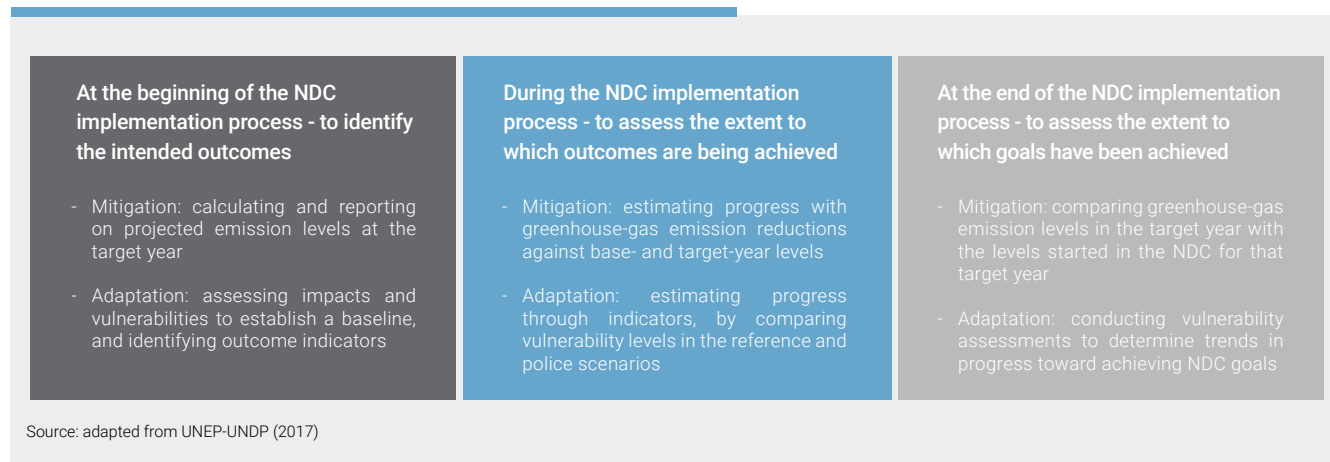 At the beginning of the NDC
implementation process - to identify
the intended outcomes
- Mitigation: calculating and reporting
on projected emission levels at the
target year
- Adaptation: assessing impacts and
vulnerabilities to establish a baseline,
and identifying outcome indicators
During the NDC implementation
process - to assess the extent to
which outcomes are being achieved
- Mitigation: estimating progress with
greenhouse-gas emission reductions
against base- and target-year levels
- Adaptation: estimating progress
through indicators, by comparing
vulnerability levels in the reference and
police scenarios
At the end of the NDC implementation
process - to assess the extent to
which goals have been achieved
- Mitigation: comparing greenhouse-gas
emission levels in the target year with
the levels started in the NDC for that
target year
- Adaptation: conducting vulnerability
assessments to determine trends in
progress toward achieving NDC goals
Source: adapted from UNEP-UNDP (2017)